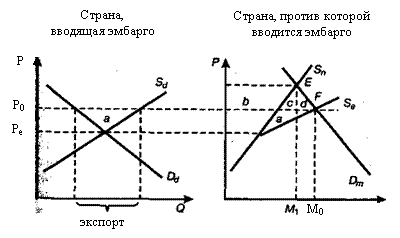 Страна,
вводящая эмбарго
Страна, против которой
вводится эмбарго
P
Sd
P0
a
Pe
Dd
Q
экспорт
P
Sn
E
F
b
c
d
Se
a
Dm
M1
M0